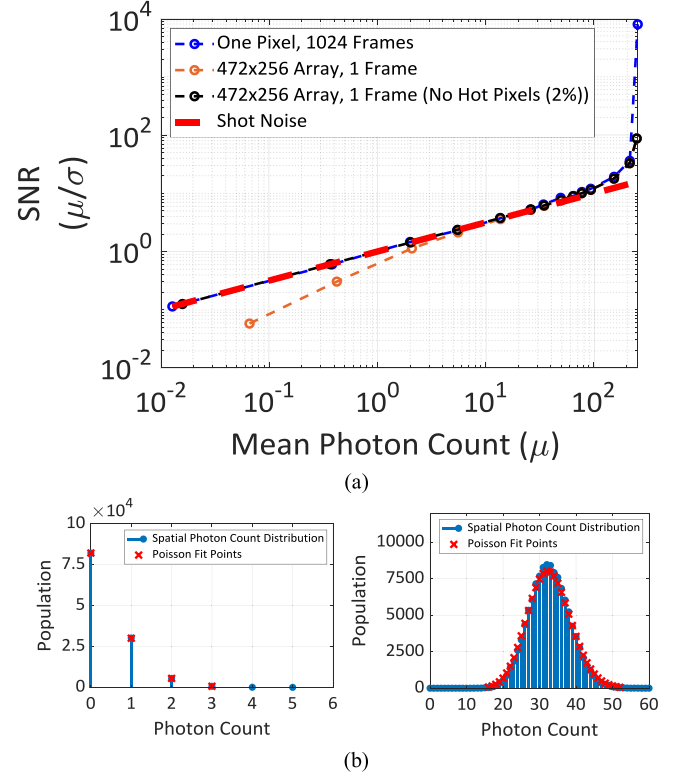 10^4
One Pixel, 1024 Frames
472x256 Array, 1 Frame
472x256 Array, 1 Frame (No Hot Pixels (2%))
Shot Noise
10^2
SNR
(μ/σ)
10^0
10^-2
10^-2 10^-1 10^0 10^1 10^2
Mean Photon Count (μ)
(a)
×10^4
10
Spatial Photon Count Distribution
Poisson Fit Points
7.5
5
2.5
0
Population
0 1 2 3 4 5 6
Photon Count
Spatial Photon Count Distribution
Poisson Fit Points
10000
7500
5000
2500
0
Population
0 10 20 30 40 50 60
Photon Count
(b)